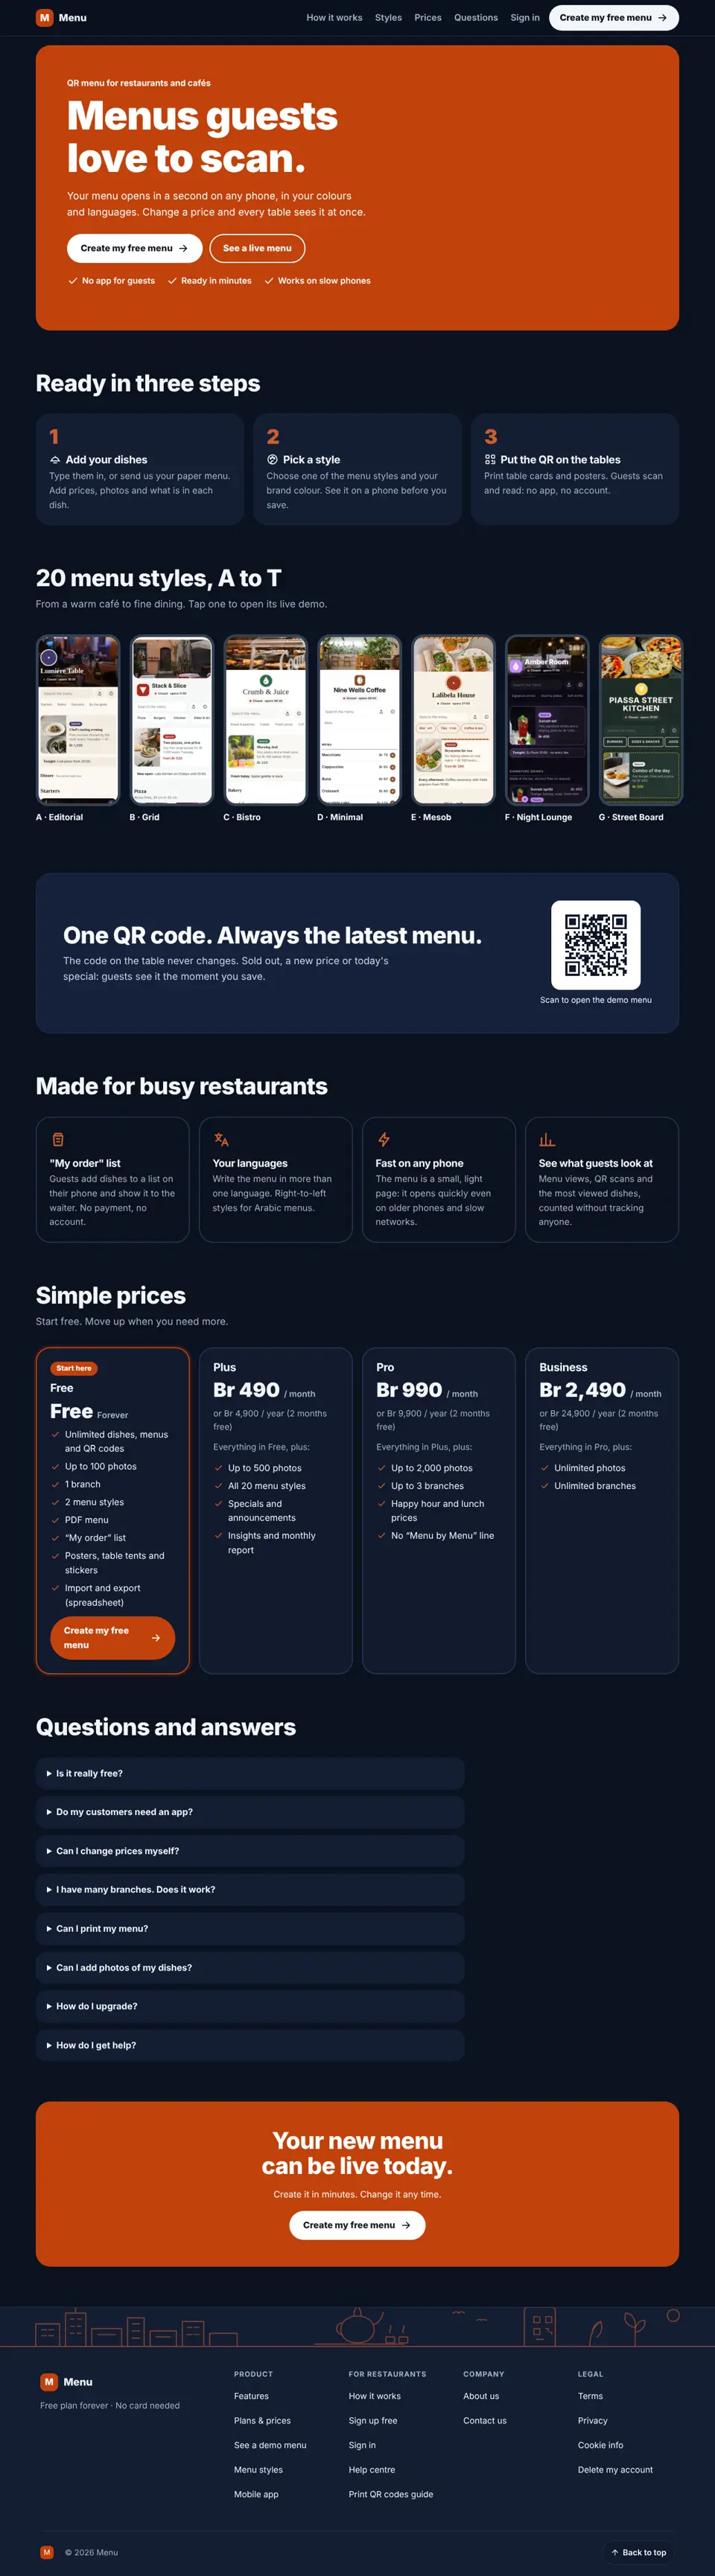 M Menu
How it works Styles Prices Questions Sign in Create my free menu →
QR menu for restaurants and cafés
Menus guests
love to scan.
Your menu opens in a second on any phone, in your colours
and languages. Change a price and every table sees it at once.
Create my free menu → See a live menu
No app for guests Ready in minutes Works on slow phones
Ready in three steps
1
Add your dishes
Type them in, or send us your paper menu.
Add prices, photos and what is in each
dish.
2
Pick a style
Choose one of the menu styles and your
brand colour. See it on a phone before you
save.
3
Put the QR on the tables
Print table cards and posters. Guests scan
and read: no app, no account.
20 menu styles, A to T
From a warm café to fine dining. Tap one to open its live demo.
Lumière Table
Starters
A · Editorial
Stack & Slice
Pizza
B · Grid
Crumb & Juice
Bakery
C · Bistro
Nine Wells Coffee
D · Minimal
Lalibela House
E · Mesob
Amber Room
F · Night Lounge
PIASSA STREET
KITCHEN
Combo of the day
G · Street Board
One QR code. Always the latest menu.
The code on the table never changes. Sold out, a new price or today's
special: guests see it the moment you save.
Scan to open the demo menu
Made for busy restaurants
"My order" list
Guests add dishes to a list on
their phone and show it to the
waiter. No payment, no
account.
Your languages
Write the menu in more than
one language. Right-to-left
styles for Arabic menus.
Fast on any phone
The menu is a small, light
page: it opens quickly even
on older phones and slow
networks.
See what guests look at
Menu views, QR scans and
the most viewed dishes,
counted without tracking
anyone.
Simple prices
Start free. Move up when you need more.
Start here
Free
Free Forever
Unlimited dishes, menus
and QR codes
Up to 100 photos
1 branch
2 menu styles
PDF menu
“My order” list
Posters, table tents and
stickers
Import and export
(spreadsheet)
Create my free
menu →
Plus
Br 490 / month
or Br 4,900 / year (2 months
free)
Everything in Free, plus:
Up to 500 photos
All 20 menu styles
Specials and
announcements
Insights and monthly
report
Pro
Br 990 / month
or Br 9,900 / year (2 months
free)
Everything in Plus, plus:
Up to 2,000 photos
Up to 3 branches
Happy hour and lunch
prices
No “Menu by Menu” line
Business
Br 2,490 / month
or Br 24,900 / year (2 months
free)
Everything in Pro, plus:
Unlimited photos
Unlimited branches
Questions and answers
Is it really free?
Do my customers need an app?
Can I change prices myself?
I have many branches. Does it work?
Can I print my menu?
Can I add photos of my dishes?
How do I upgrade?
How do I get help?
Your new menu
can be live today.
Create it in minutes. Change it any time.
Create my free menu →
M Menu
Free plan forever · No card needed
PRODUCT
Features
Plans & prices
See a demo menu
Menu styles
Mobile app
FOR RESTAURANTS
How it works
Sign up free
Sign in
Help centre
Print QR codes guide
COMPANY
About us
Contact us
LEGAL
Terms
Privacy
Cookie info
Delete my account
M © 2026 Menu
↑ Back to top